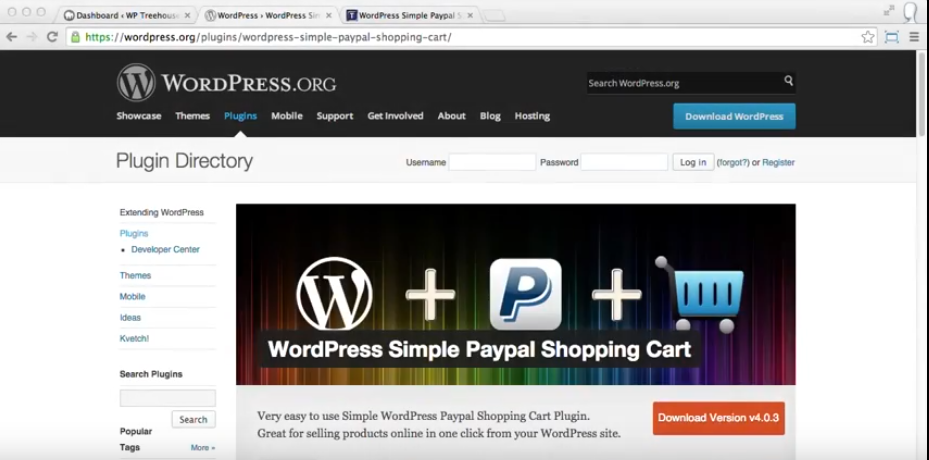 Dashboard ‹ WP Treehouse
WordPress › WordPress Sim
WordPress Simple Paypal S
https://wordpress.org/plugins/wordpress-simple-paypal-shopping-cart/
WORDPRESS.ORG
Search WordPress.org
Showcase Themes Plugins Mobile Support Get Involved About Blog Hosting
Download WordPress
Plugin Directory
Username Password Log in (forgot?) or Register
Extending WordPress
Plugins
• Developer Center
Themes
Mobile
Ideas
Kvetch!
Search Plugins
Search
Popular
Tags More »
WordPress Simple Paypal Shopping Cart
Very easy to use Simple WordPress Paypal Shopping Cart Plugin.
Great for selling products online in one click from your WordPress site.
Download Version v4.0.3